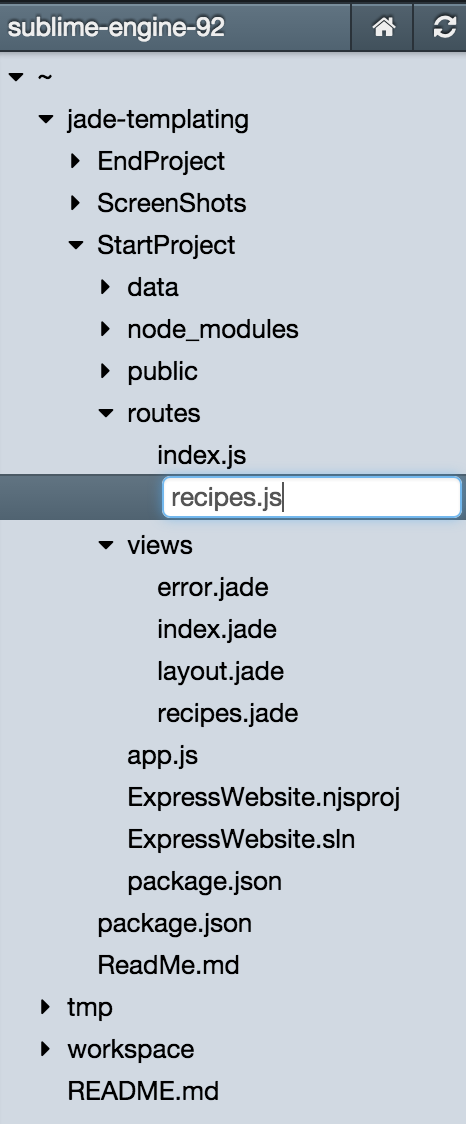 sublime-engine-92
~
jade-templating
EndProject
ScreenShots
StartProject
data
node_modules
public
routes
index.js
recipes.js
views
error.jade
index.jade
layout.jade
recipes.jade
app.js
ExpressWebsite.njsproj
ExpressWebsite.sln
package.json
package.json
ReadMe.md
tmp
workspace
README.md